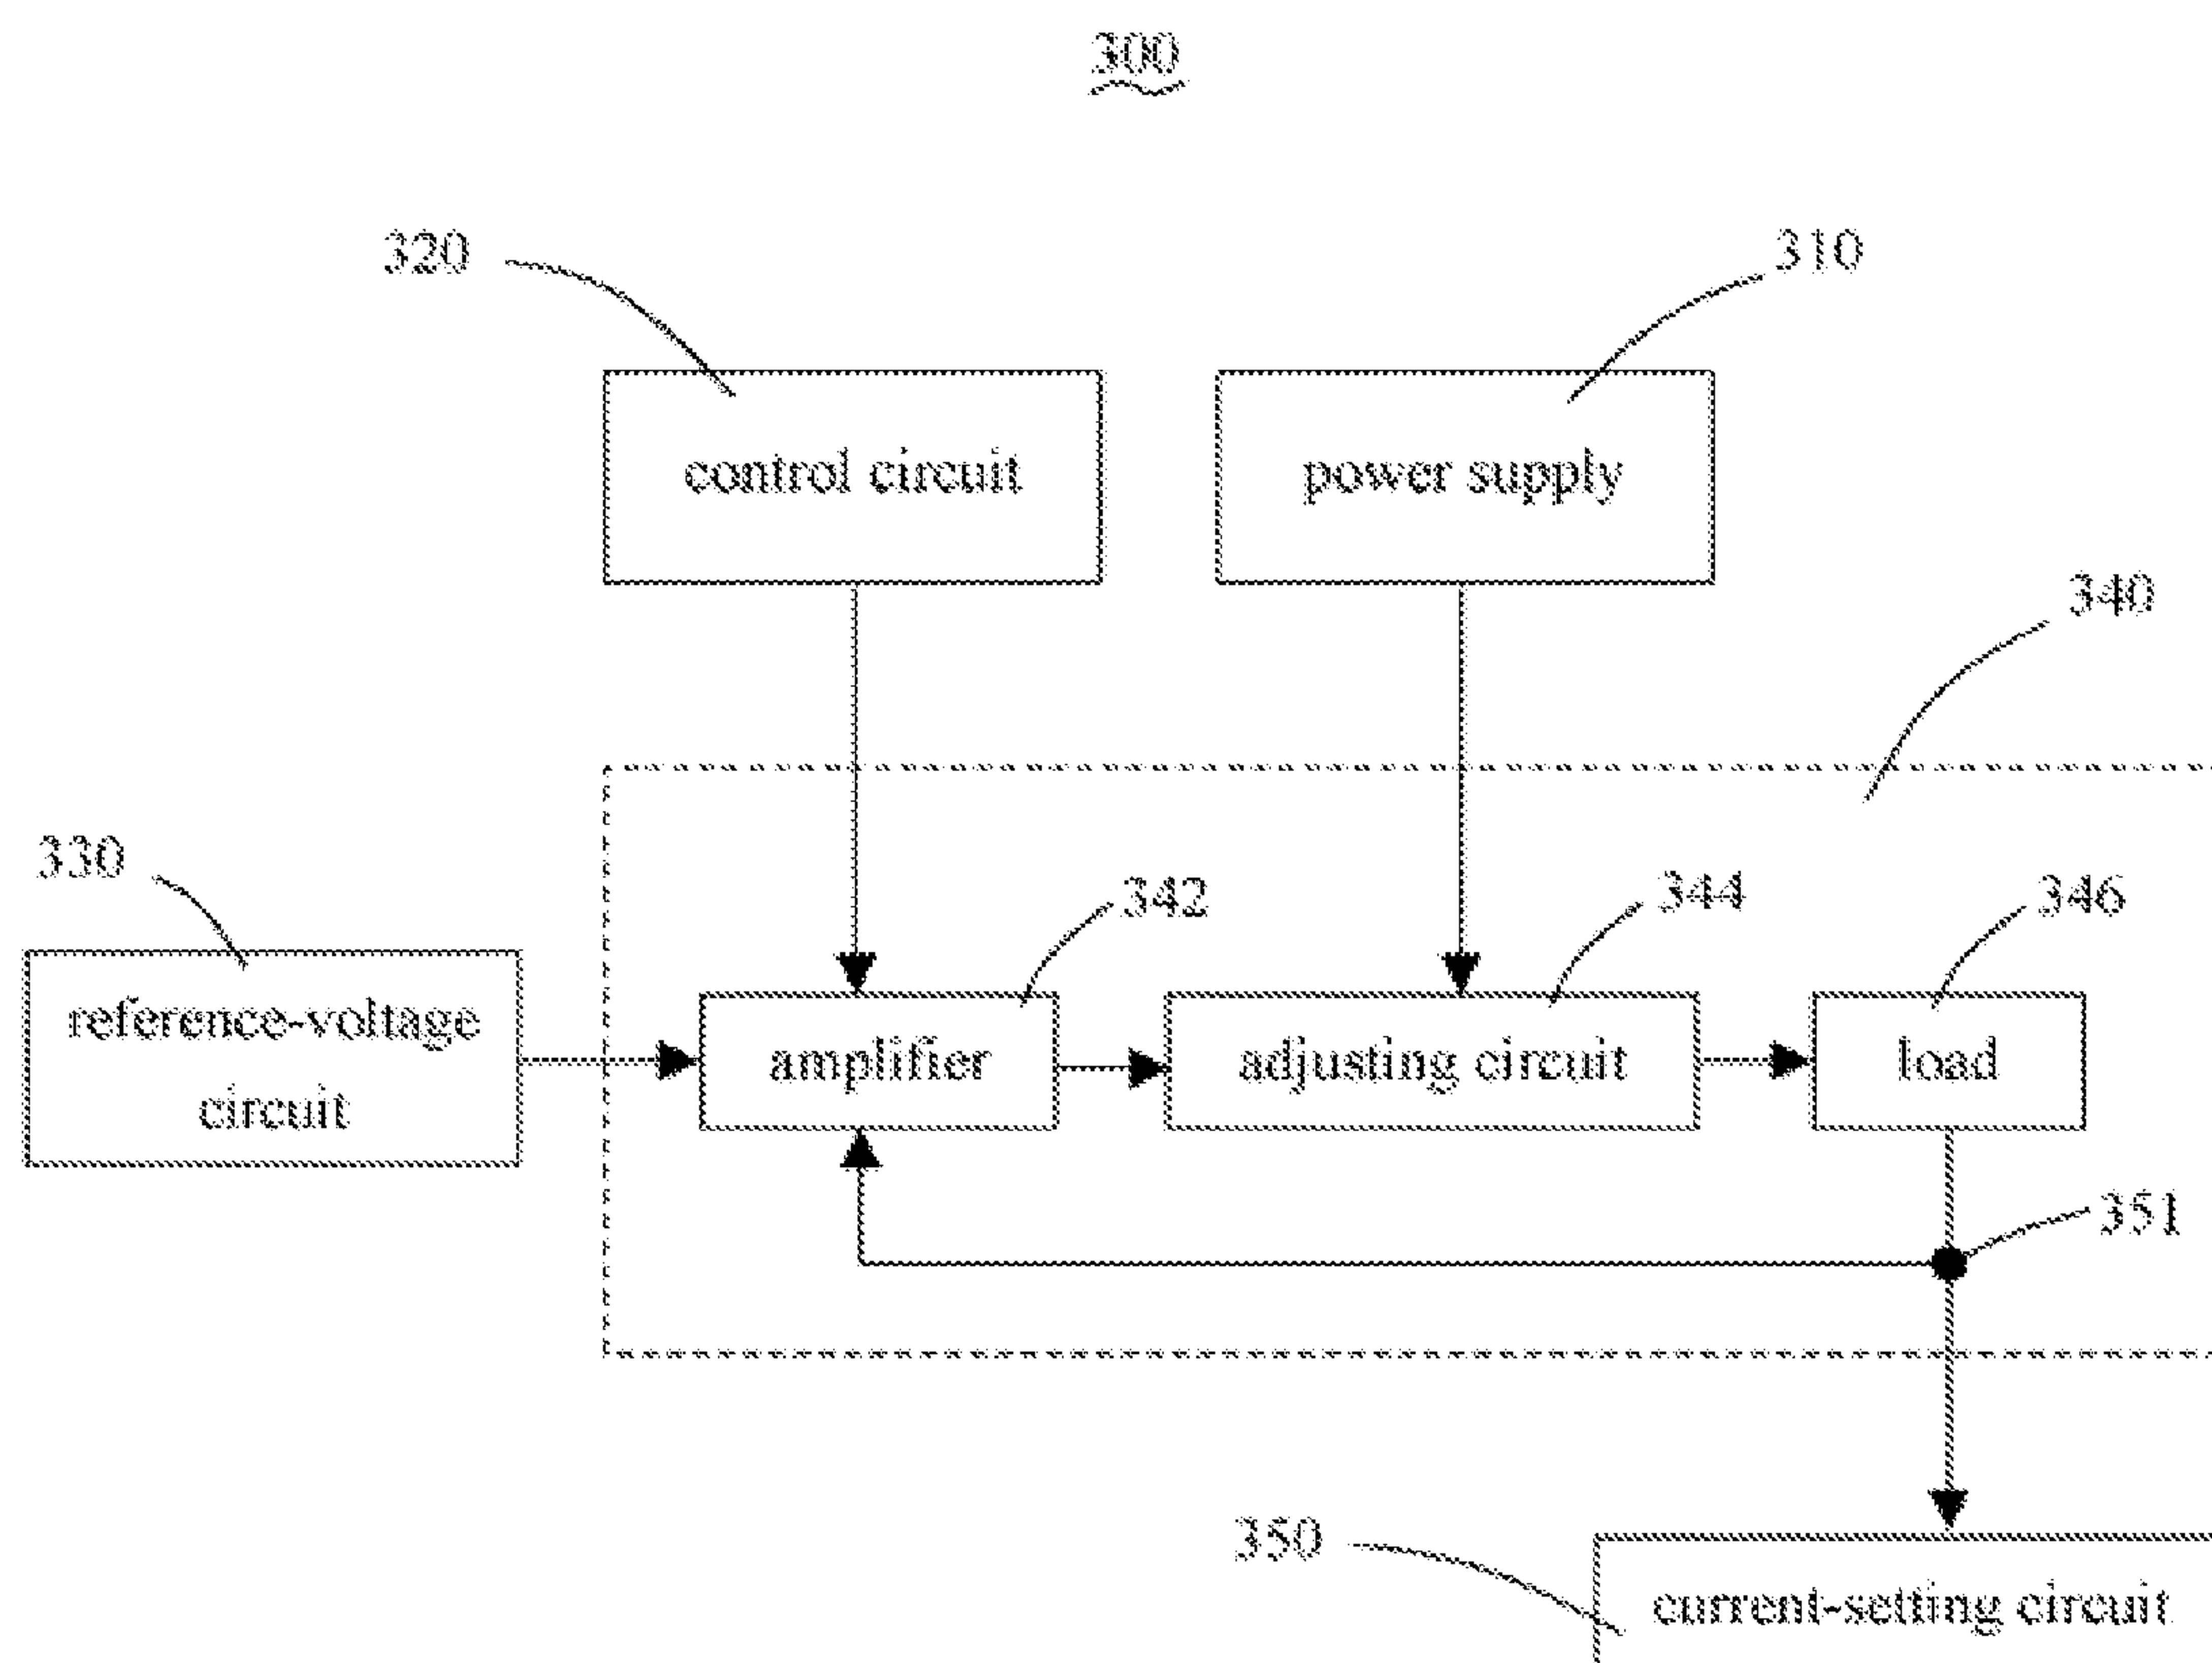 300
320
310
control circuit
power supply
340
330
342
344
346
reference-voltage
circuit
amplifier
adjusting circuit
load
351
350
current-setting circuit